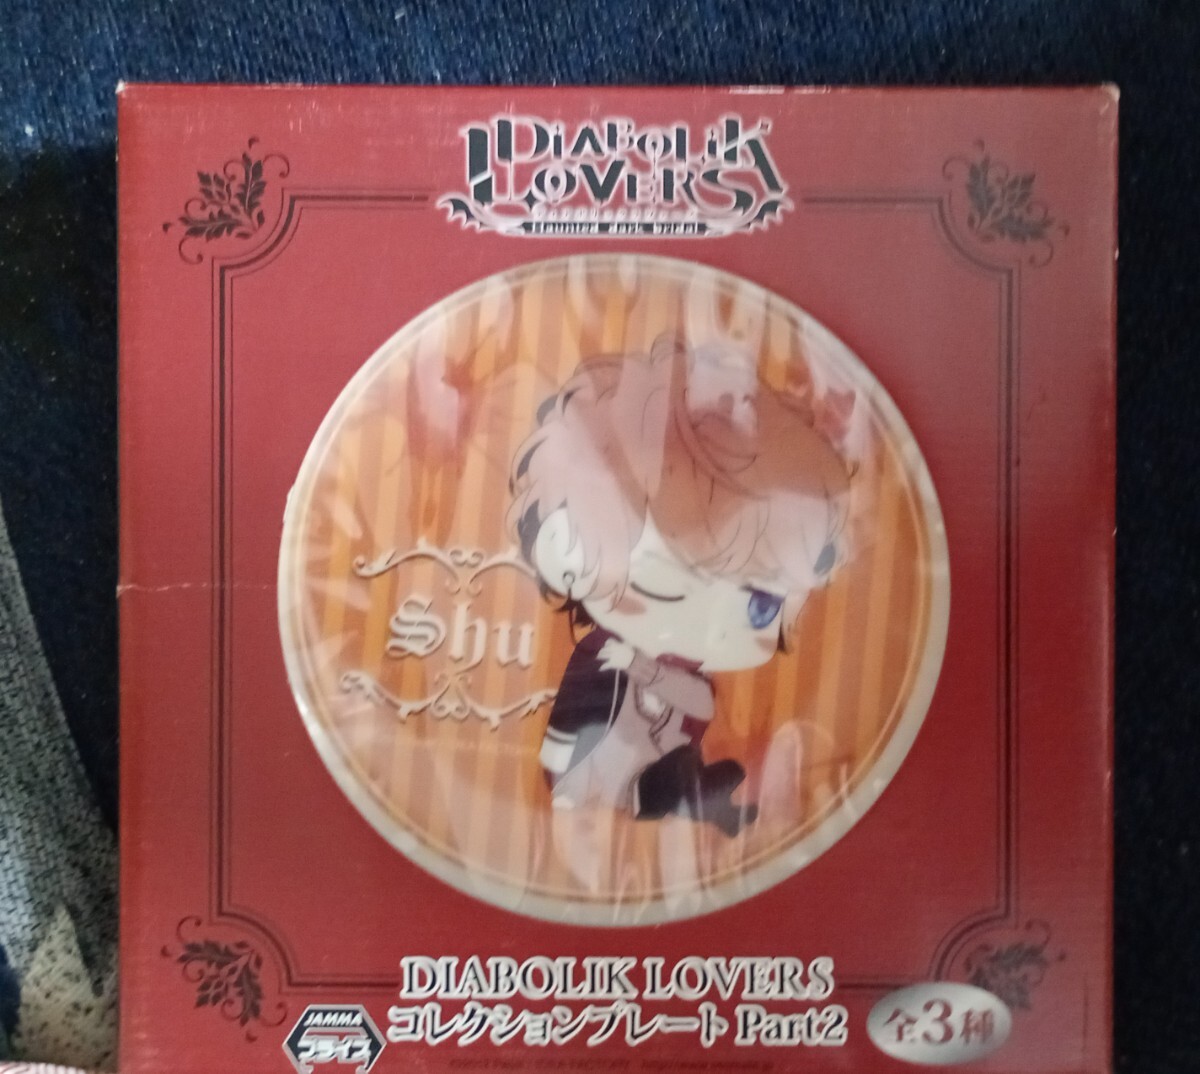 DIABOLIK LOVERS
Haunted dark bridal
Shu
DIABOLIK LOVERS
コレクションプレート Part2
全3種
JAMMA
プライズ